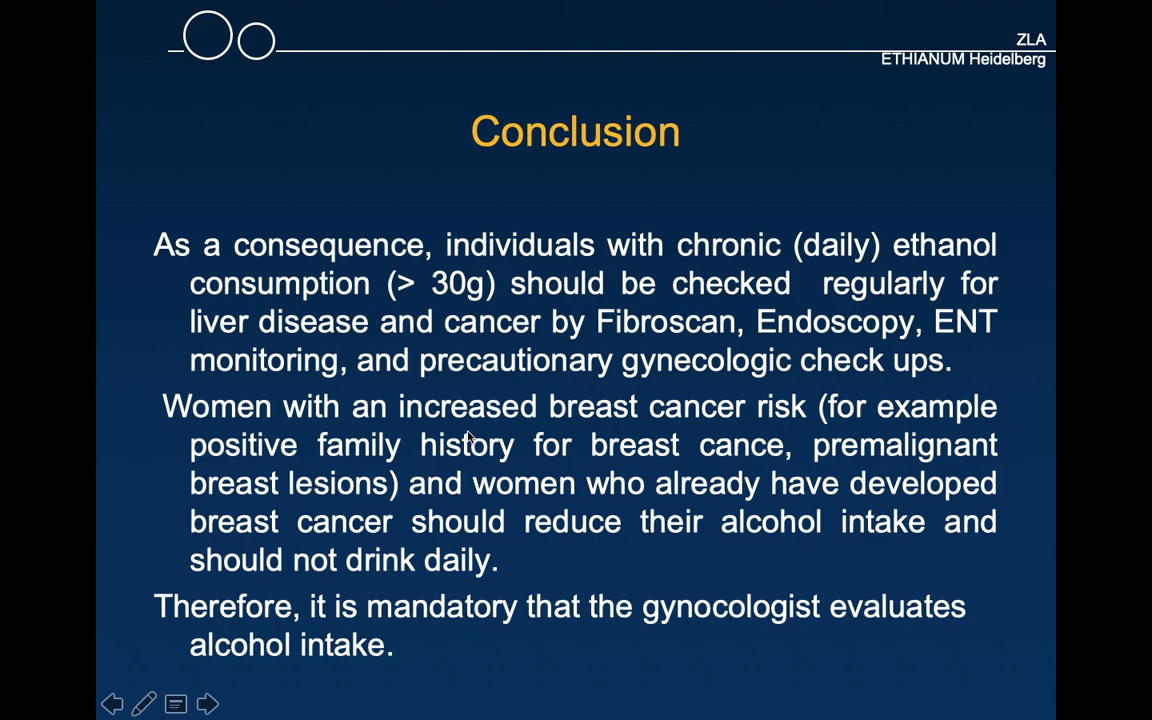 ZLA
ETHIANUM Heidelberg
Conclusion
As a consequence, individuals with chronic (daily) ethanol
consumption (> 30g) should be checked regularly for
liver disease and cancer by Fibroscan, Endoscopy, ENT
monitoring, and precautionary gynecologic check ups.
Women with an increased breast cancer risk (for example
positive family history for breast cance, premalignant
breast lesions) and women who already have developed
breast cancer should reduce their alcohol intake and
should not drink daily.
Therefore, it is mandatory that the gynocologist evaluates
alcohol intake.